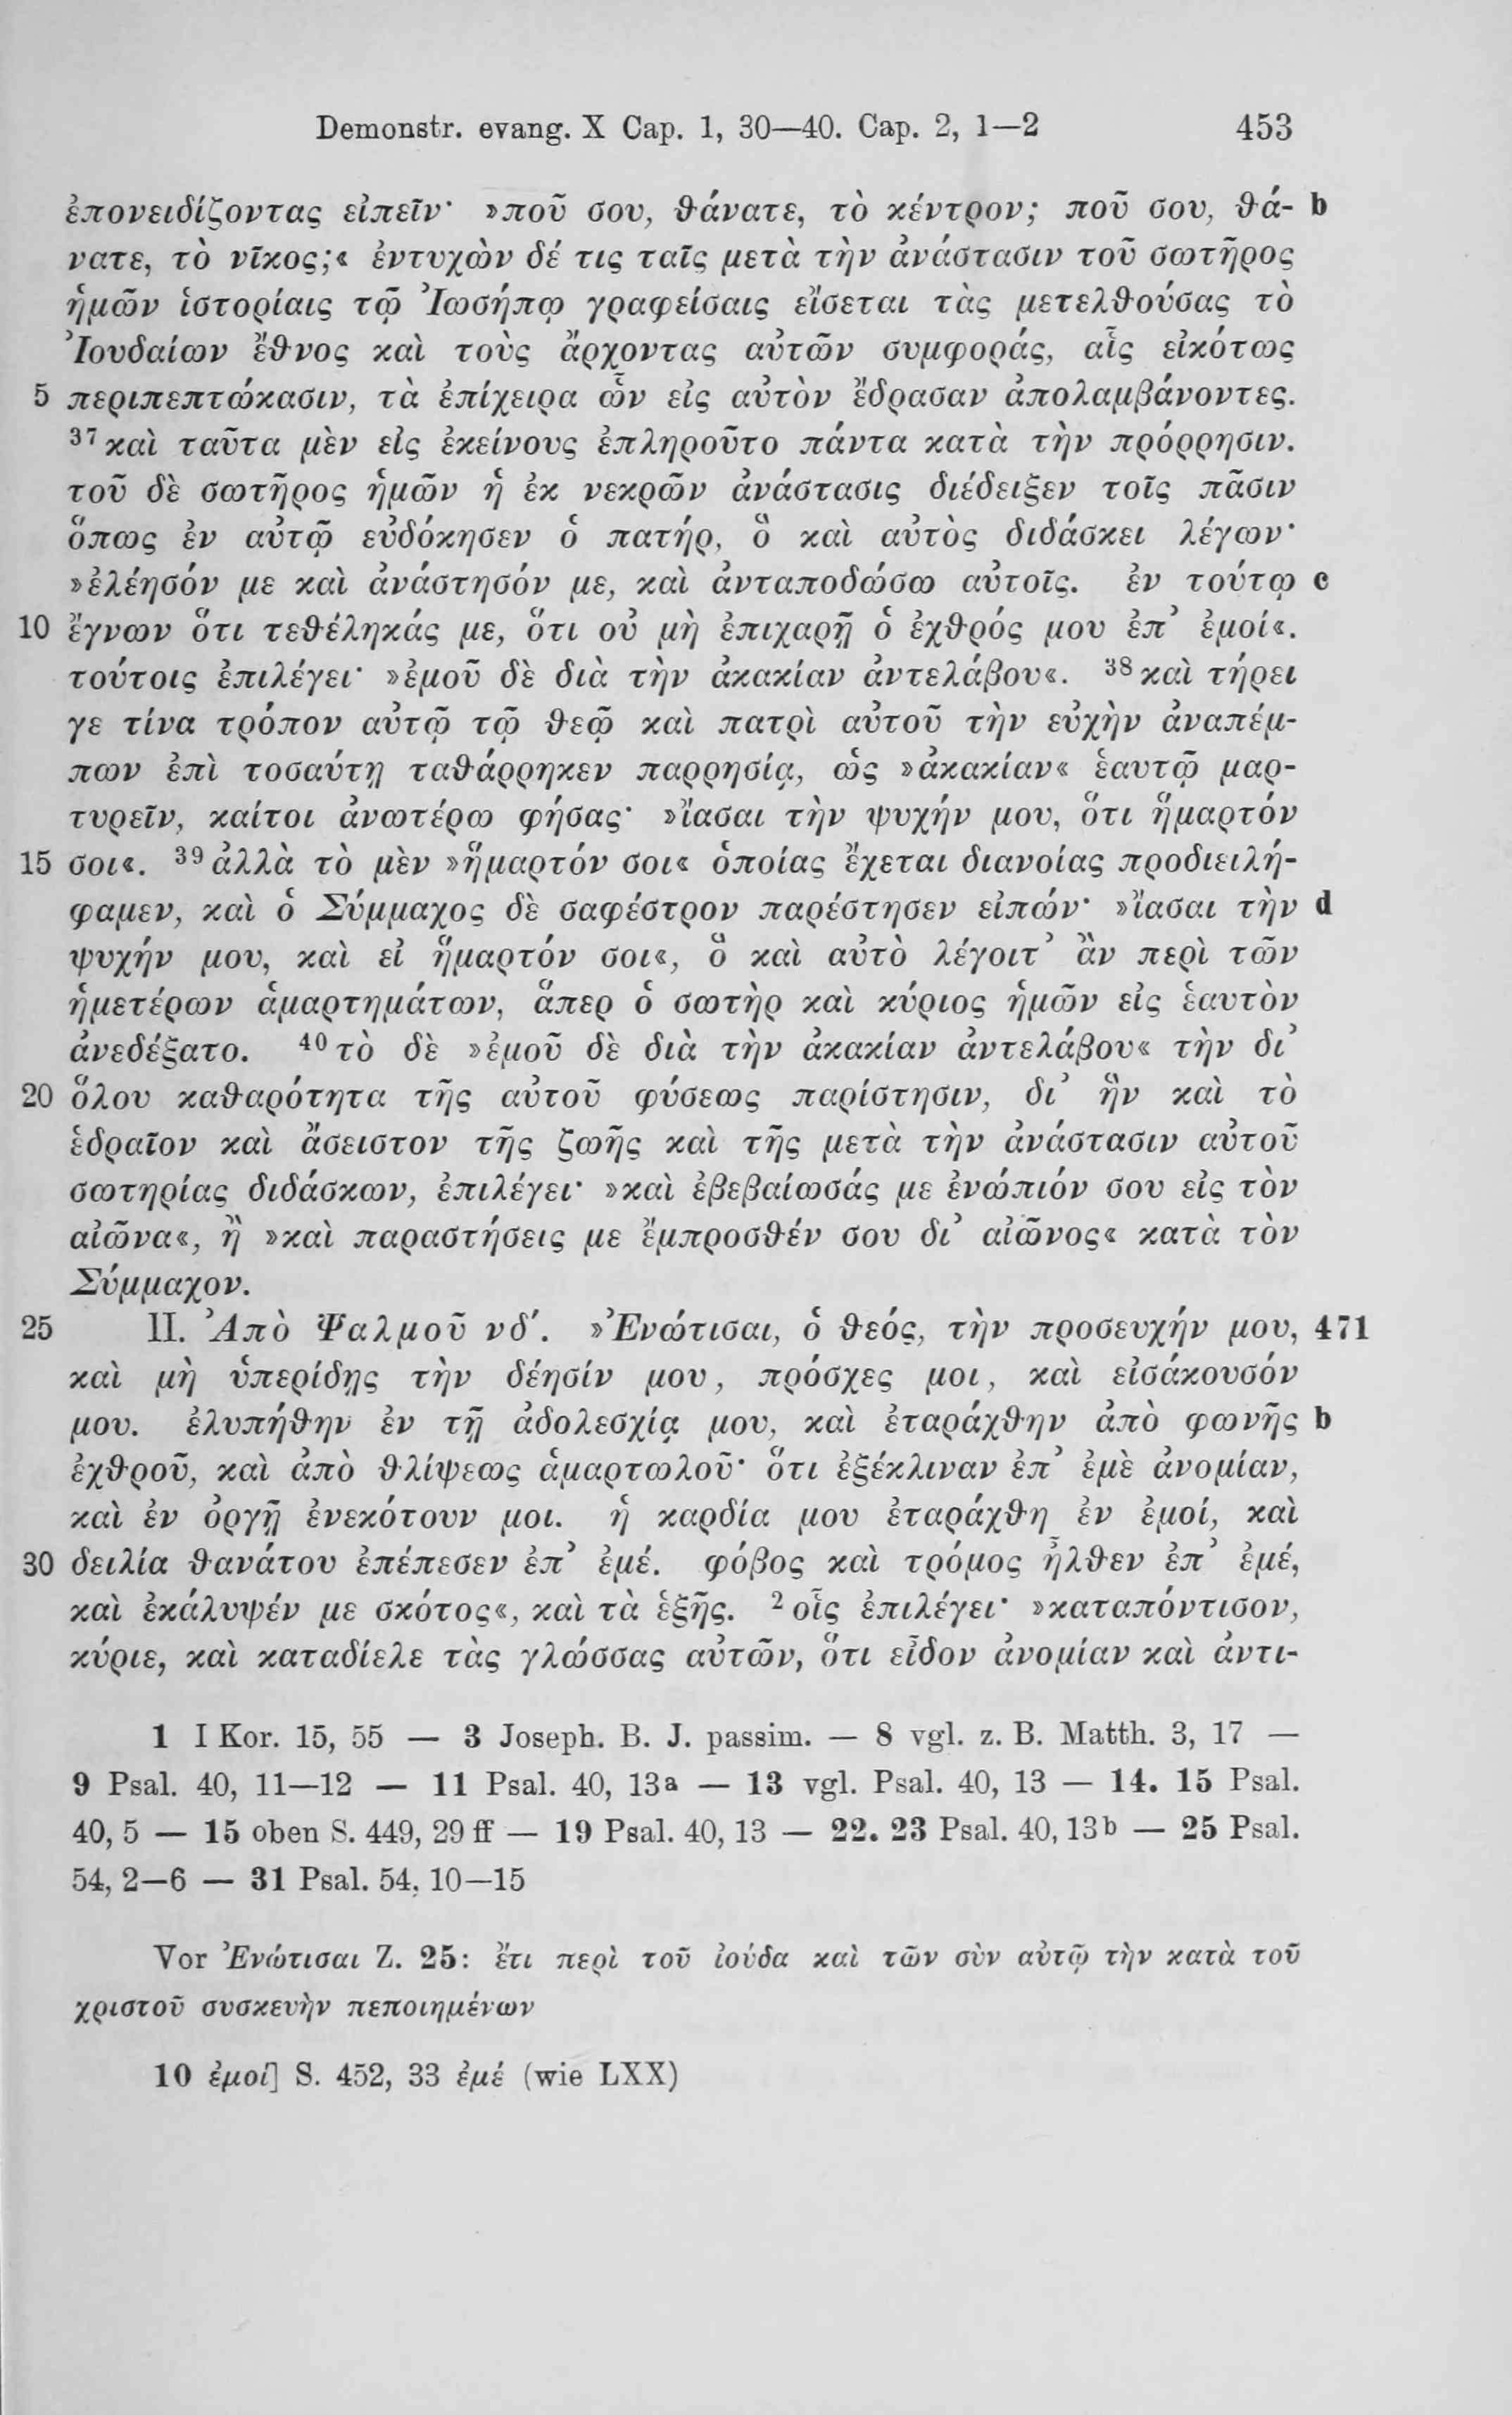 Demonstr. evang. X Cap. 1, 30—40. Cap. 2, 1—2 453
ἐπονειδίζοντας εἰπεῖν· »ποῦ σου, θάνατε, τὸ κέντρον; ποῦ σου, θά- b
νατε, τὸ νῖκος;« ἐντυχὼν δέ τις ταῖς μετὰ τὴν ἀνάστασιν τοῦ σωτῆρος
ἡμῶν ἱστορίαις τῷ Ἰωσήπῳ γραφείσαις εἴσεται τὰς μετελθούσας τὸ
Ἰουδαίων ἔθνος καὶ τοὺς ἄρχοντας αὐτῶν συμφοράς, αἷς εἰκότως
5 περιπεπτώκασιν, τὰ ἐπίχειρα ὧν εἰς αὐτὸν ἔδρασαν ἀπολαμβάνοντες.
³⁷ καὶ ταῦτα μὲν εἰς ἐκείνους ἐπληροῦτο πάντα κατὰ τὴν πρόρρησιν.
τοῦ δὲ σωτῆρος ἡμῶν ἡ ἐκ νεκρῶν ἀνάστασις διέδειξεν τοῖς πᾶσιν
ὅπως ἐν αὐτῷ εὐδόκησεν ὁ πατήρ, ὃ καὶ αὐτὸς διδάσκει λέγων·
»ἐλέησόν με καὶ ἀνάστησόν με, καὶ ἀνταποδώσω αὐτοῖς. ἐν τούτῳ c
10 ἔγνων ὅτι τεθέληκάς με, ὅτι οὐ μὴ ἐπιχαρῇ ὁ ἐχθρός μου ἐπ’ ἐμοί«.
τούτοις ἐπιλέγει· »ἐμοῦ δὲ διὰ τὴν ἀκακίαν ἀντελάβου«. ³⁸ καὶ τήρει
γε τίνα τρόπον αὐτῷ τῷ θεῷ καὶ πατρὶ αὐτοῦ τὴν εὐχὴν ἀναπέμ-
πων ἐπὶ τοσαύτῃ ταθάρρηκεν παρρησίᾳ, ὡς »ἀκακίαν« ἑαυτῷ μαρ-
τυρεῖν, καίτοι ἀνωτέρω φήσας· »ἴασαι τὴν ψυχήν μου, ὅτι ἥμαρτόν
15 σοι«. ³⁹ ἀλλὰ τὸ μὲν »ἥμαρτόν σοι« ὁποίας ἔχεται διανοίας προδιειλή-
φαμεν, καὶ ὁ Σύμμαχος δὲ σαφέστρον παρέστησεν εἰπών· »ἴασαι τὴν d
ψυχήν μου, καὶ εἰ ἥμαρτόν σοι«, ὃ καὶ αὐτὸ λέγοιτ’ ἂν περὶ τῶν
ἡμετέρων ἁμαρτημάτων, ἅπερ ὁ σωτὴρ καὶ κύριος ἡμῶν εἰς ἑαυτὸν
ἀνεδέξατο. ⁴⁰ τὸ δὲ »ἐμοῦ δὲ διὰ τὴν ἀκακίαν ἀντελάβου« τὴν δι’
20 ὅλου καθαρότητα τῆς αὐτοῦ φύσεως παρίστησιν, δι’ ἣν καὶ τὸ
ἑδραῖον καὶ ἄσειστον τῆς ζωῆς καὶ τῆς μετὰ τὴν ἀνάστασιν αὐτοῦ
σωτηρίας διδάσκων, ἐπιλέγει· »καὶ ἐβεβαίωσάς με ἐνώπιόν σου εἰς τὸν
αἰῶνα«, ἢ »καὶ παραστήσεις με ἔμπροσθέν σου δι’ αἰῶνος« κατὰ τὸν
Σύμμαχον.
25 II. Ἀπὸ Ψαλμοῦ νδ′. »Ἐνώτισαι, ὁ θεός, τὴν προσευχήν μου, 471
καὶ μὴ ὑπερίδῃς τὴν δέησίν μου, πρόσχες μοι, καὶ εἰσάκουσόν
μου. ἐλυπήθην ἐν τῇ ἀδολεσχίᾳ μου, καὶ ἐταράχθην ἀπὸ φωνῆς b
ἐχθροῦ, καὶ ἀπὸ θλίψεως ἁμαρτωλοῦ· ὅτι ἐξέκλιναν ἐπ’ ἐμὲ ἀνομίαν,
καὶ ἐν ὀργῇ ἐνεκότουν μοι. ἡ καρδία μου ἐταράχθη ἐν ἐμοί, καὶ
30 δειλία θανάτου ἐπέπεσεν ἐπ’ ἐμέ. φόβος καὶ τρόμος ἦλθεν ἐπ’ ἐμέ,
καὶ ἐκάλυψέν με σκότος«, καὶ τὰ ἑξῆς. ² οἷς ἐπιλέγει· »καταπόντισον,
κύριε, καὶ καταδίελε τὰς γλώσσας αὐτῶν, ὅτι εἶδον ἀνομίαν καὶ ἀντι-
1 I Kor. 15, 55 — 3 Joseph. B. J. passim. — 8 vgl. z. B. Matth. 3, 17 —
9 Psal. 40, 11—12 — 11 Psal. 40, 13a — 13 vgl. Psal. 40, 13 — 14. 15 Psal.
40, 5 — 15 oben S. 449, 29 ff — 19 Psal. 40, 13 — 22. 23 Psal. 40, 13b — 25 Psal.
54, 2—6 — 31 Psal. 54, 10—15
Vor Ἐνώτισαι Z. 25: ἔτι περὶ τοῦ ἰούδα καὶ τῶν σὺν αὐτῷ τὴν κατὰ τοῦ
χριστοῦ συσκευὴν πεποιημένων
10 ἐμοί] S. 452, 33 ἐμέ (wie LXX)